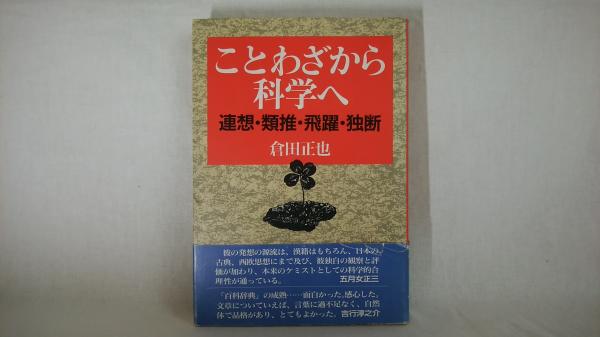 ことわざから
科学へ
連想・類推・飛躍・独断
倉田正也
彼の発想の源流は、漢籍はもちろん、日本の
古典、西欧思想にまで及び、彼独自の観察と評
価が加わり、本来のケミストとしての科学的合
理性が通っている。 五月女正三
「百科辞典」の成熟……面白かった。感心した。
文章についていえば、言葉に過不足なく、自然
体で品格があり、とてもよかった。 吉行淳之介